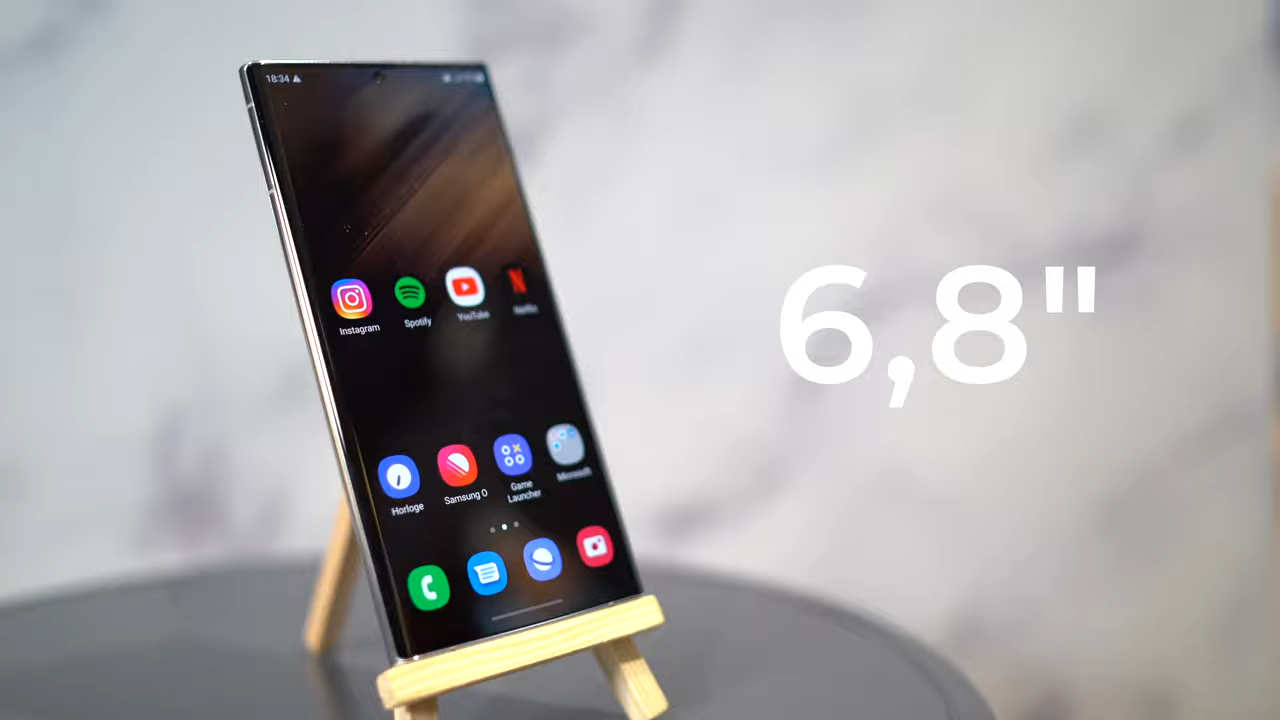 18:34
6,8"
Instagram
Spotify
YouTube
Netflix
Horloge
Samsung O
Game
Launcher
Microsoft